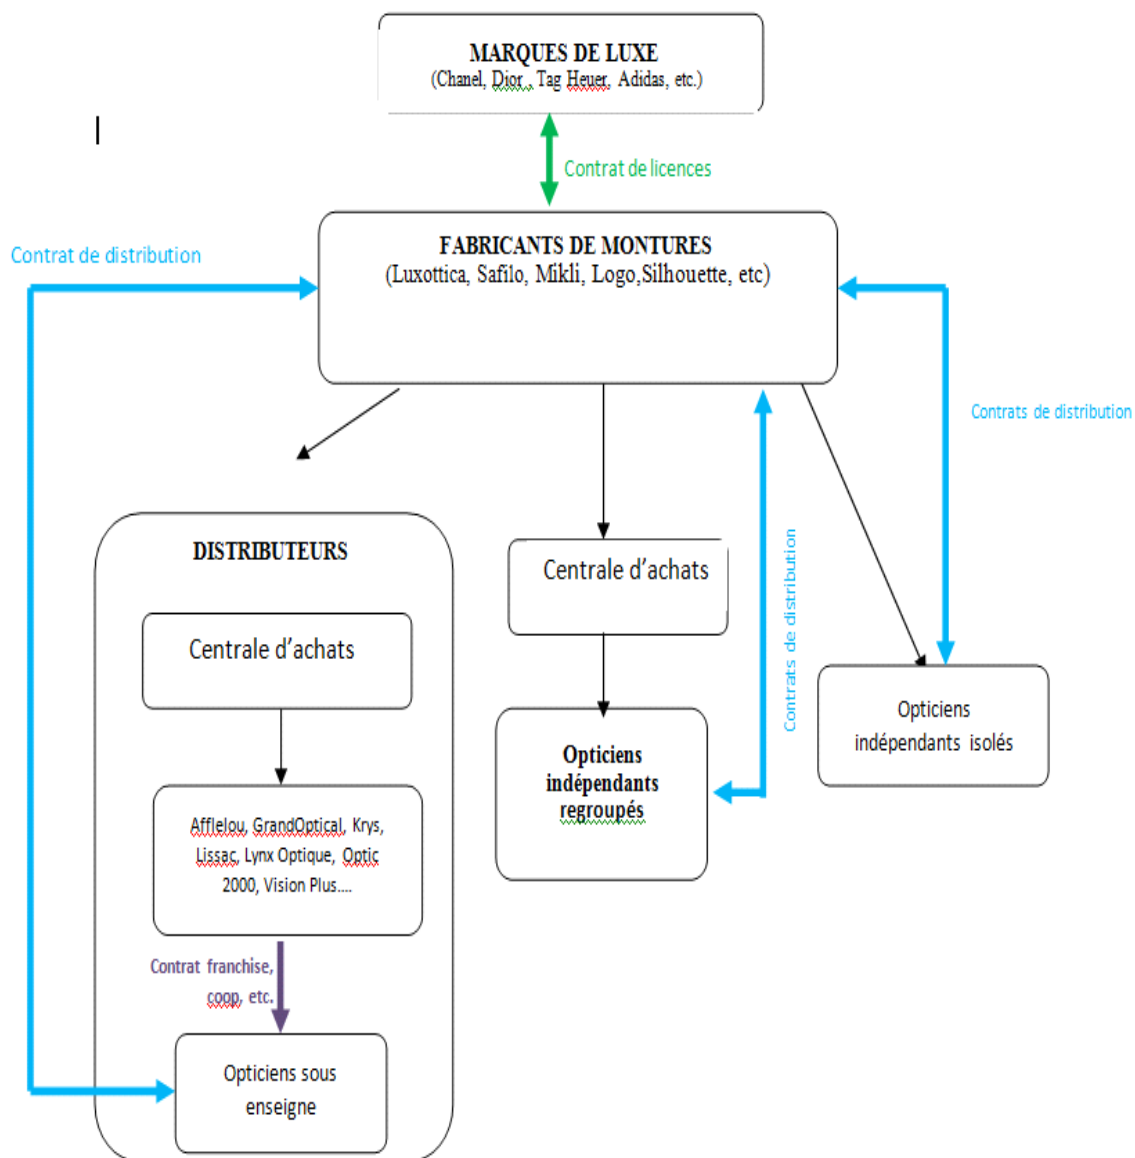 MARQUES DE LUXE
(Chanel, Dior , Tag Heuer, Adidas, etc.)
Contrat de licences
FABRICANTS DE MONTURES
(Luxottica, Safilo, Mikli, Logo,Silhouette, etc)
Contrat de distribution
Contrats de distribution
DISTRIBUTEURS
Centrale d’achats
Afflelou, GrandOptical, Krys,
Lissac, Lynx Optique, Optic
2000, Vision Plus....
Contrat franchise,
coop, etc.
Opticiens sous
enseigne
Centrale d’achats
Opticiens
indépendants
regroupés
Contrats de distribution
Opticiens
indépendants isolés